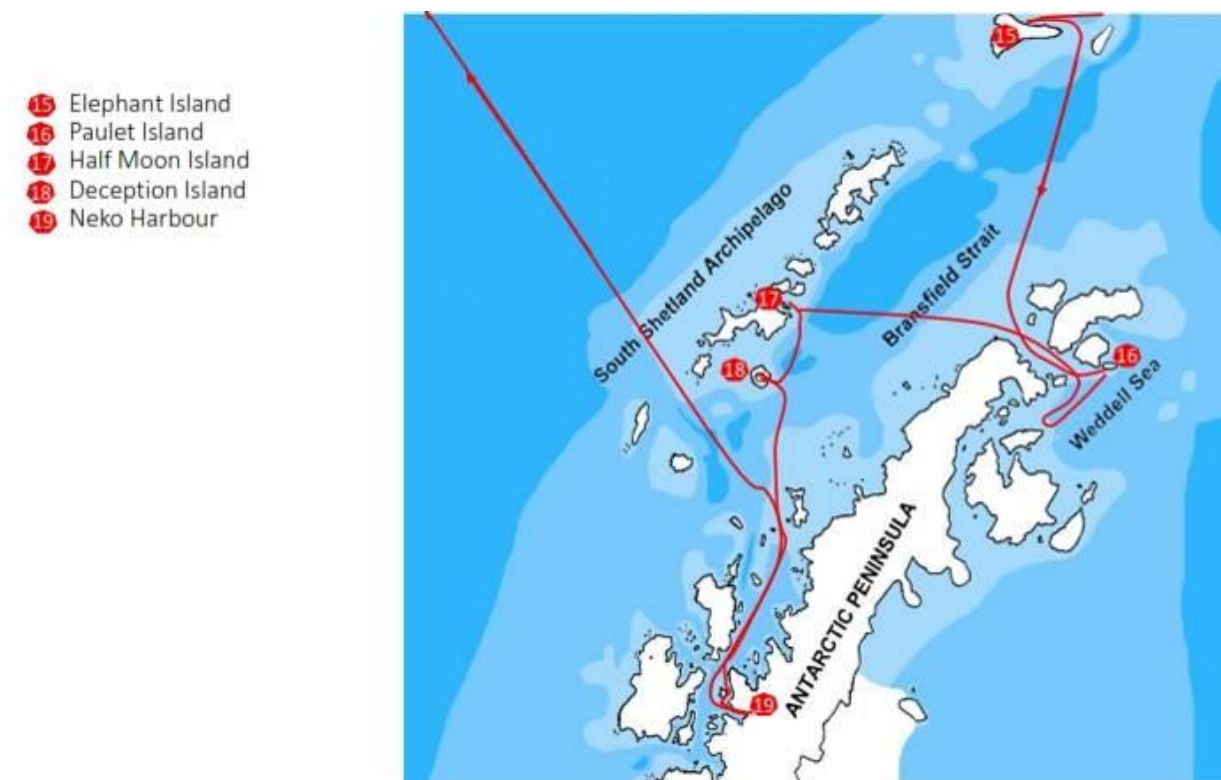 15 Elephant Island
16 Paulet Island
17 Half Moon Island
18 Deception Island
19 Neko Harbour
15
South Shetland Archipelago
Bransfield Strait
17
16
18
Weddell Sea
ANTARCTIC PENINSULA
19